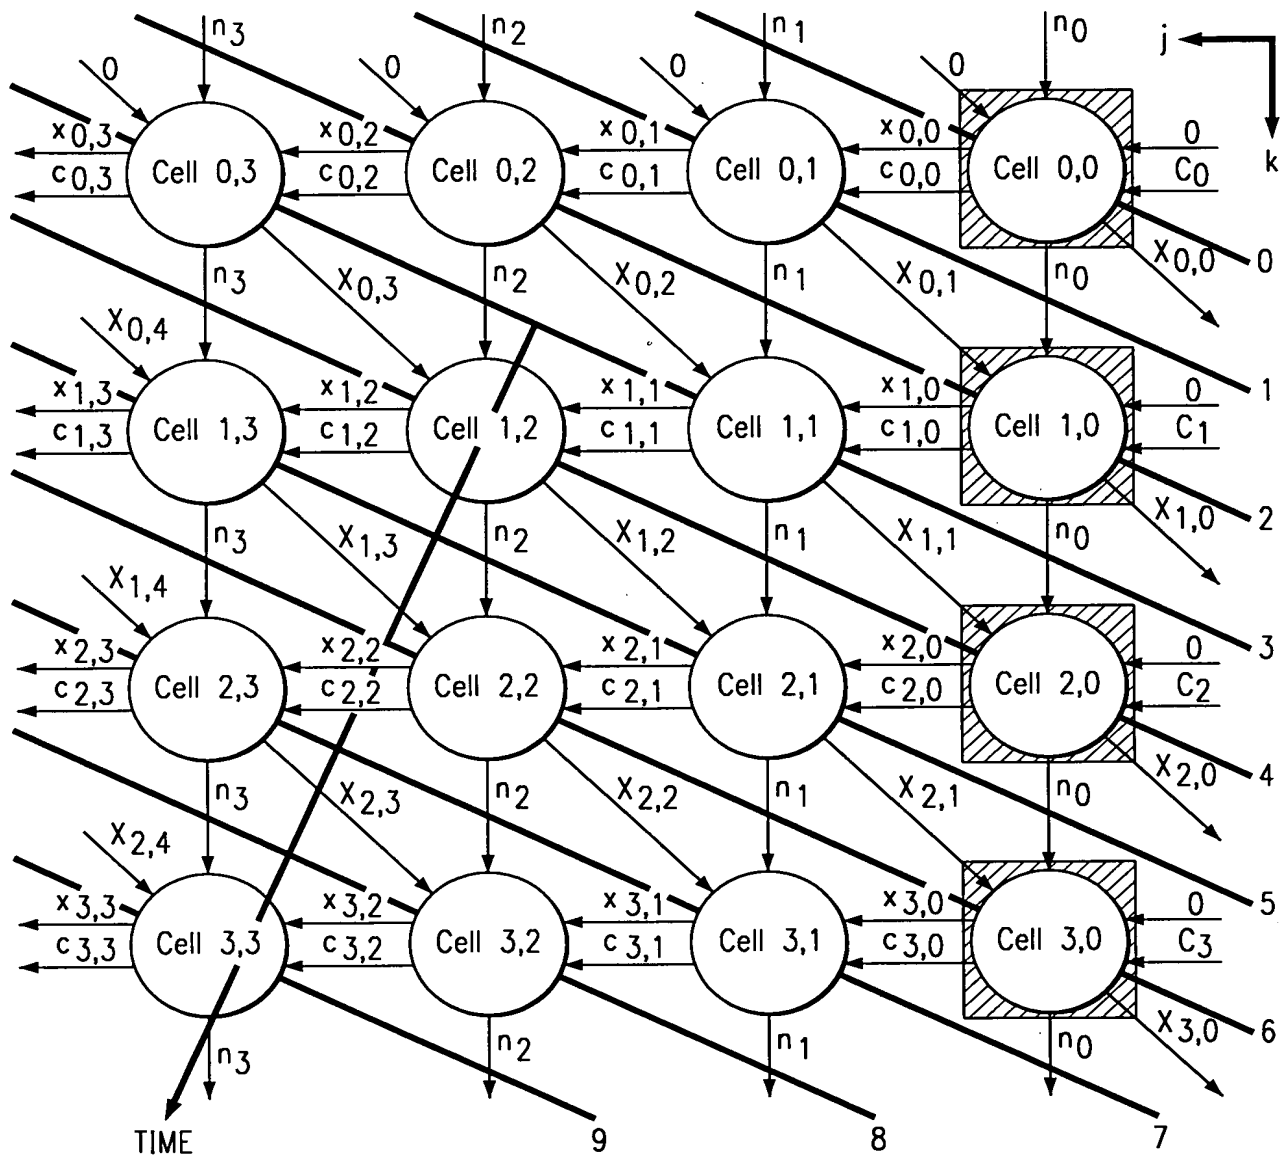 n3 n2 n1 n0 j
0 0 0 0
k
x0,3 x0,2 x0,1 x0,0 0
Cell 0,3 Cell 0,2 Cell 0,1 Cell 0,0
c0,3 c0,2 c0,1 c0,0 C0
X0,3 X0,2 X0,1 X0,0 0
n3 n2 n1 n0
X0,4
x1,3 x1,2 x1,1 x1,0 0 1
Cell 1,3 Cell 1,2 Cell 1,1 Cell 1,0
c1,3 c1,2 c1,1 c1,0 C1
X1,3 X1,2 X1,1 X1,0 2
n3 n2 n1 n0
X1,4
x2,3 x2,2 x2,1 x2,0 0 3
Cell 2,3 Cell 2,2 Cell 2,1 Cell 2,0
c2,3 c2,2 c2,1 c2,0 C2
X2,3 X2,2 X2,1 X2,0 4
n3 n2 n1 n0
X2,4
x3,3 x3,2 x3,1 x3,0 0 5
Cell 3,3 Cell 3,2 Cell 3,1 Cell 3,0
c3,3 c3,2 c3,1 c3,0 C3
X3,0 6
n3 n2 n1 n0
TIME 9 8 7